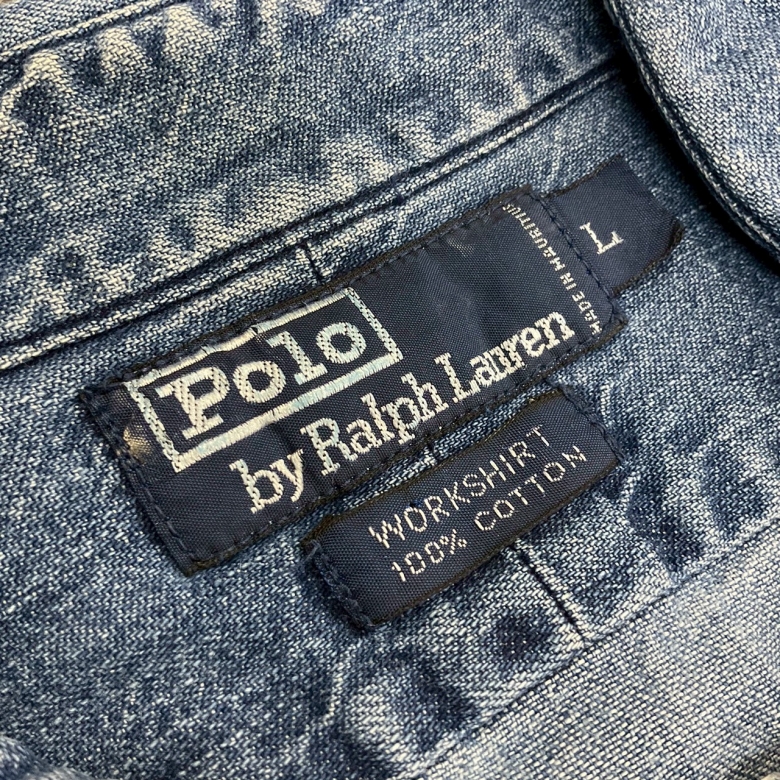 Polo
by Ralph Lauren
MADE IN MAURITIUS
L
WORKSHIRT
100% COTTON